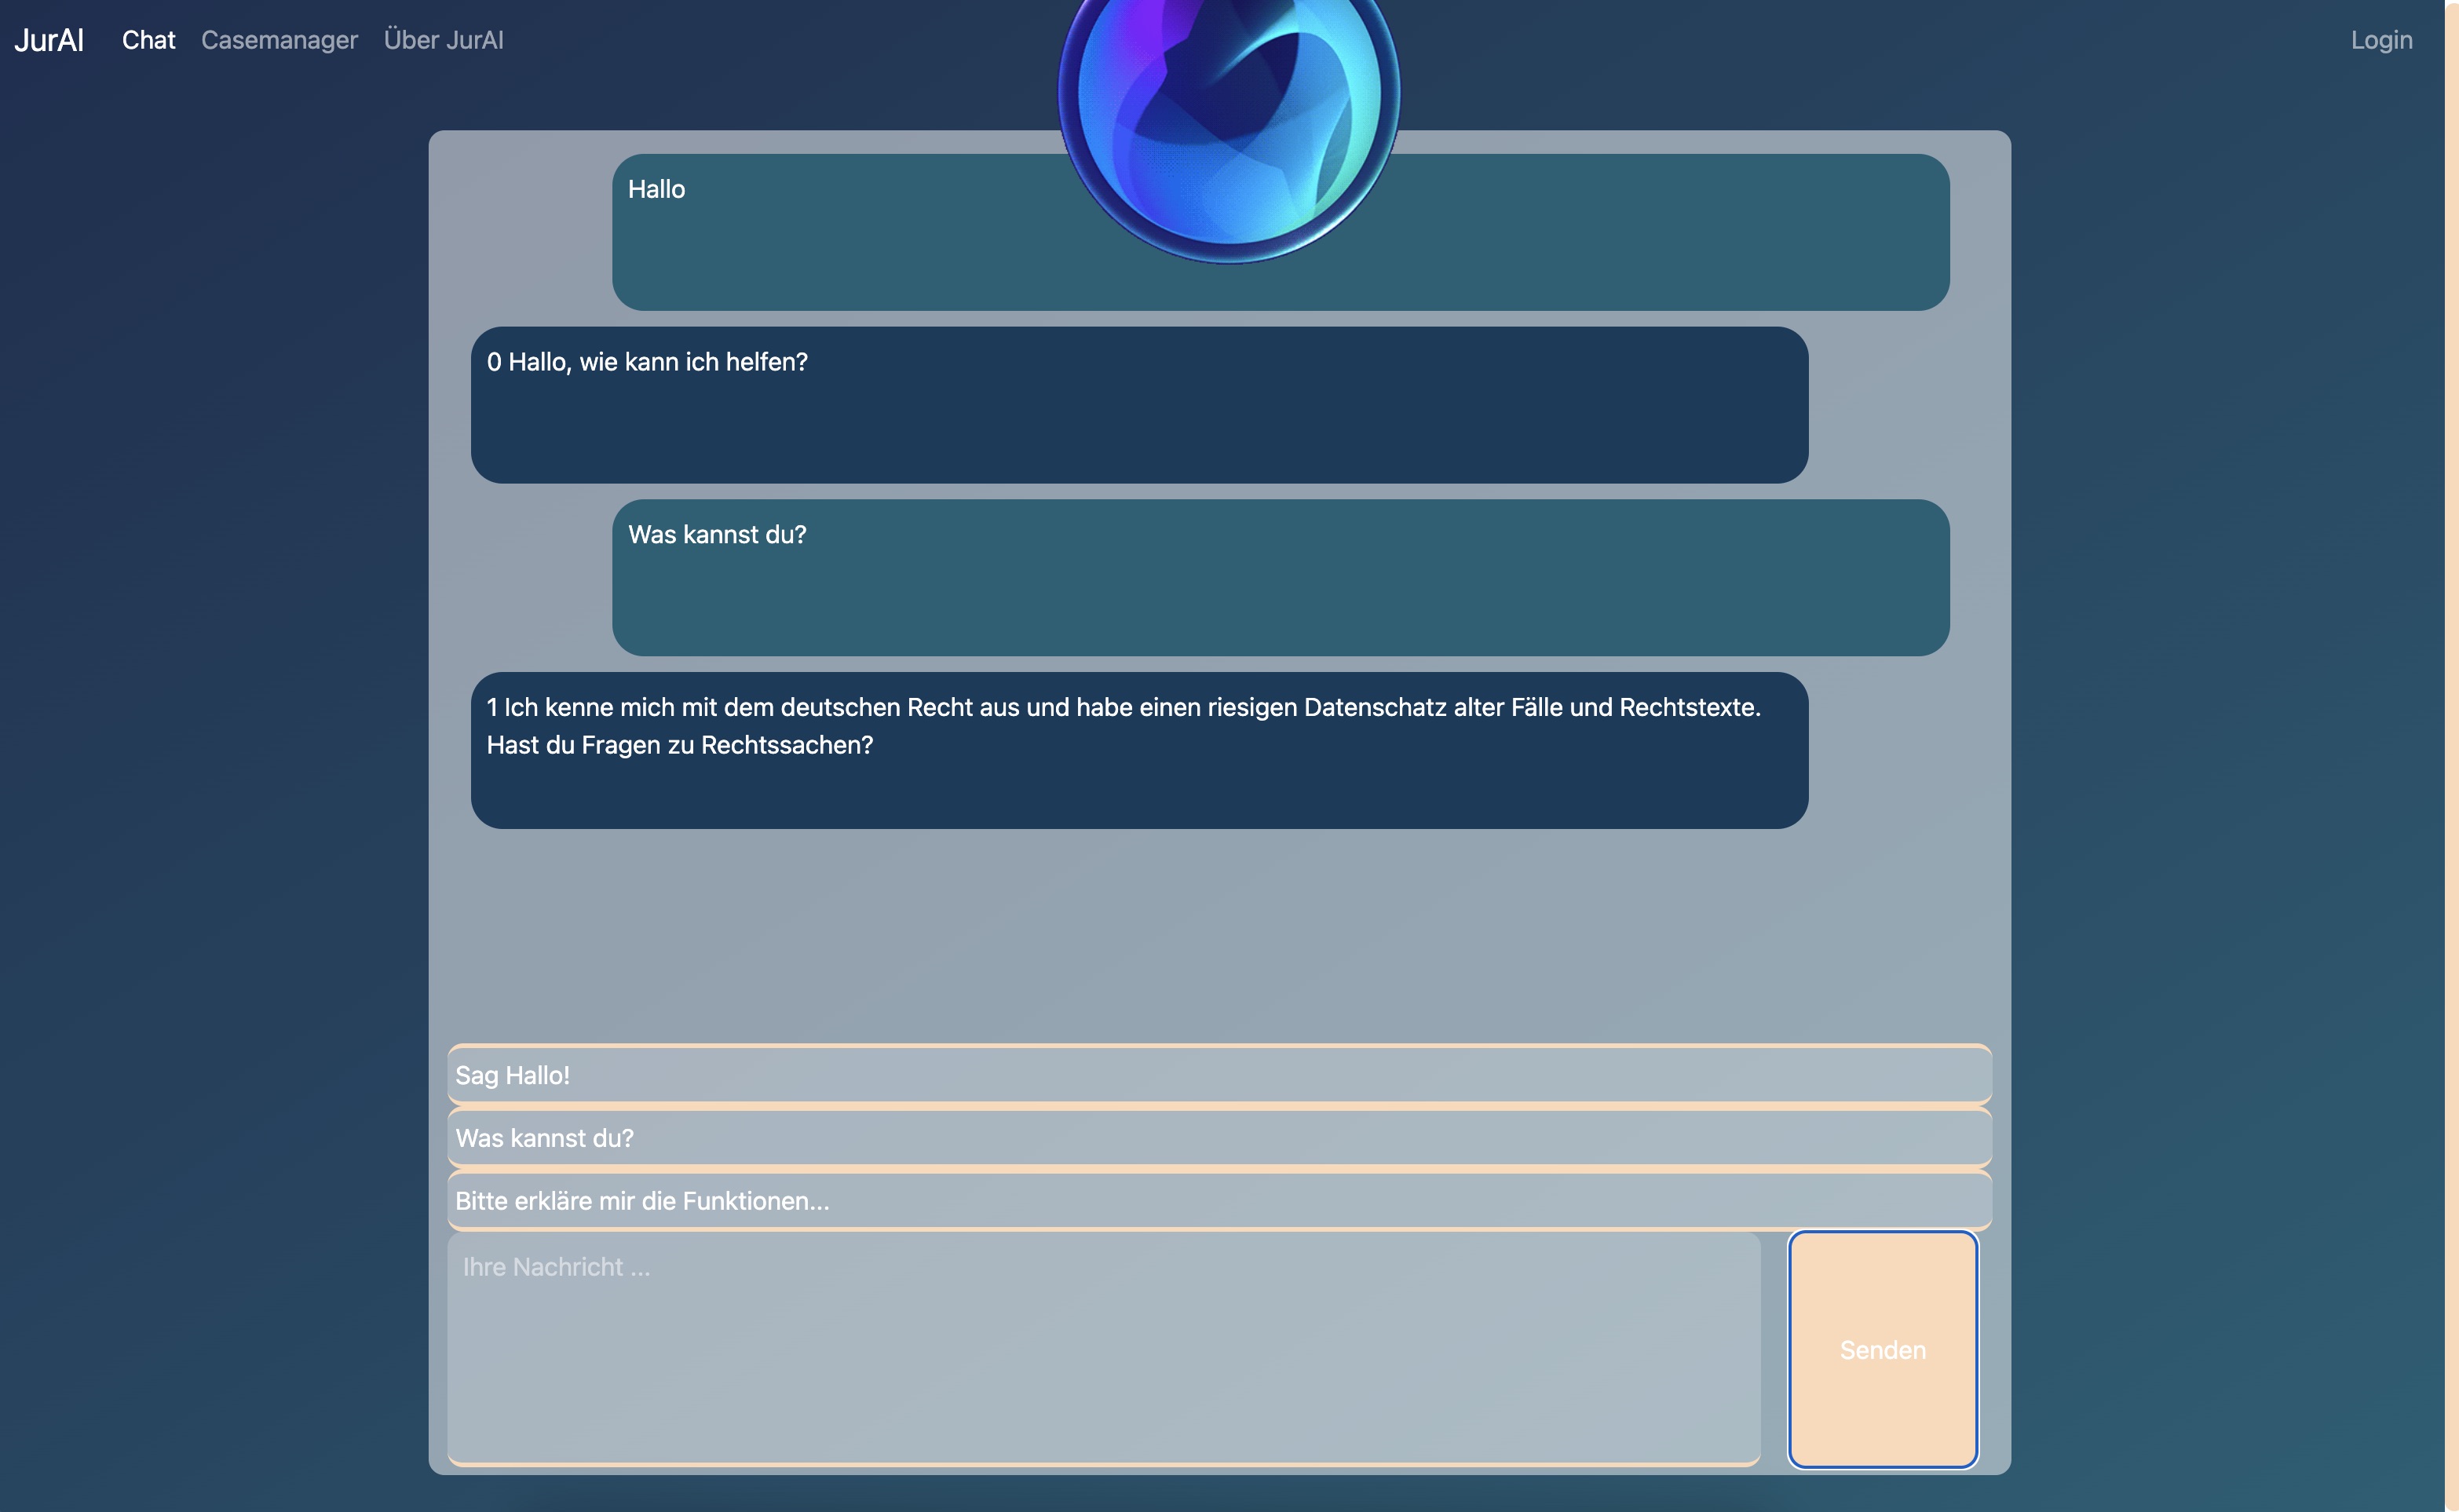 JurAI Chat Casemanager Über JurAI Login
Hallo
0 Hallo, wie kann ich helfen?
Was kannst du?
1 Ich kenne mich mit dem deutschen Recht aus und habe einen riesigen Datenschatz alter Fälle und Rechtstexte.
Hast du Fragen zu Rechtssachen?
Sag Hallo!
Was kannst du?
Bitte erkläre mir die Funktionen...
Ihre Nachricht ...
Senden